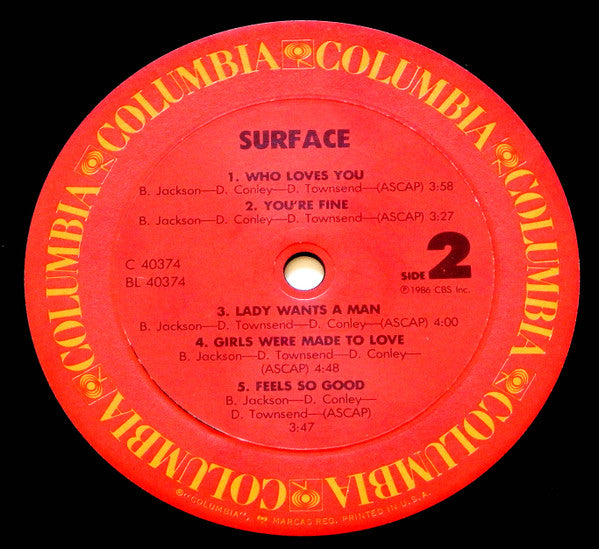 COLUMBIA COLUMBIA COLUMBIA COLUMBIA COLUMBIA COLUMBIA COLUMBIA COLUMBIA
SURFACE
1. WHO LOVES YOU
B. Jackson—D. Conley—D. Townsend—(ASCAP) 3:58
2. YOU'RE FINE
B. Jackson—D. Conley—D. Townsend—(ASCAP) 3:27
C 40374
BL 40374
SIDE 2
℗1986 CBS Inc.
3. LADY WANTS A MAN
B. Jackson—D. Townsend—D. Conley—(ASCAP) 4:00
4. GIRLS WERE MADE TO LOVE
B. Jackson—D. Townsend—D. Conley—
(ASCAP) 4:48
5. FEELS SO GOOD
B. Jackson—D. Conley—
D. Townsend—(ASCAP)
3:47
®"COLUMBIA", MARCAS REG. PRINTED IN U.S.A.